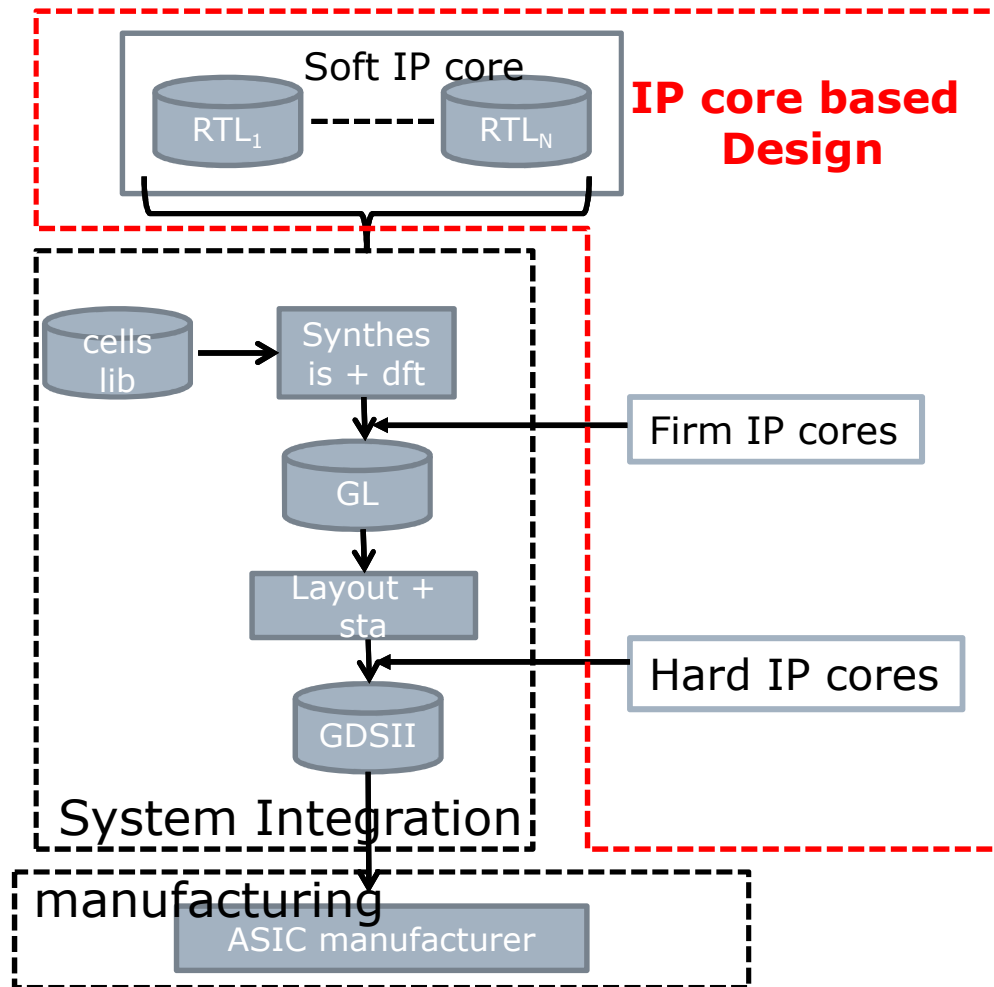 Soft IP core
RTL1
RTLN
IP core based
Design
cells
lib
Synthes
is + dft
Firm IP cores
GL
Layout +
sta
Hard IP cores
GDSII
System Integration
manufacturing
ASIC manufacturer